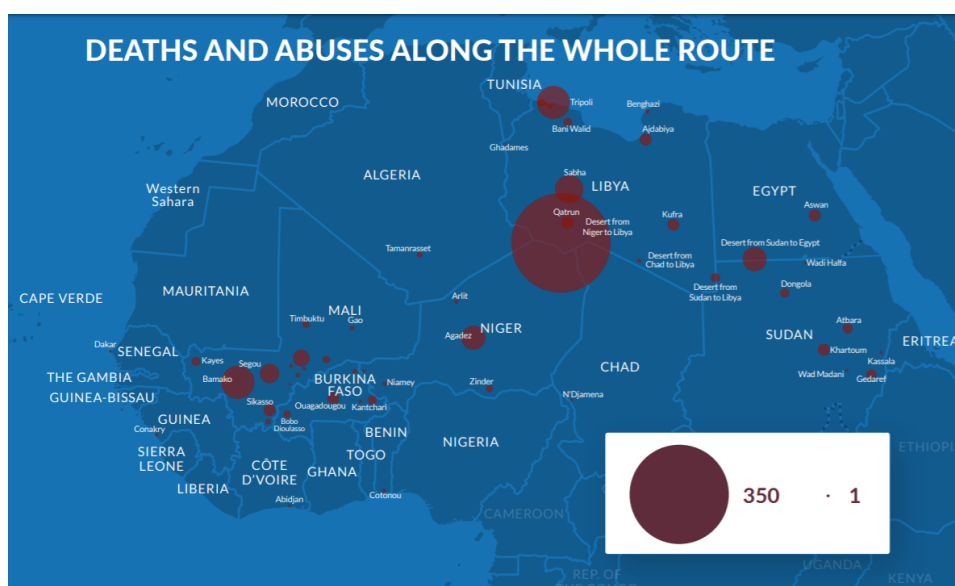 DEATHS AND ABUSES ALONG THE WHOLE ROUTE
TUNISIA
MOROCCO
Tripoli
Benghazi
Bani Walid
Ajdabiya
Ghadames
ALGERIA
Sabha
LIBYA
Western
Sahara
EGYPT
Aswan
Qatrun
Kufra
Desert from
Niger to Libya
Desert from Sudan to Egypt
Tamanrasset
Desert from
Chad to Libya
Wadi Halfa
Desert from
Sudan to Libya
Dongola
CAPE VERDE
MAURITANIA
Arlit
MALI
Timbuktu
Gao
Atbara
Agadez
NIGER
SUDAN
ERITREA
Dakar
SENEGAL
Kayes
Segou
Khartoum
Kassala
CHAD
THE GAMBIA
Bamako
BURKINA
FASO
Niamey
Zinder
Wad Madani
Gedaref
GUINEA-BISSAU
Sikasso
Ouagadougou
Kantchari
N'Djamena
GUINEA
Bobo
Dioulasso
Conakry
BENIN
NIGERIA
SIERRA
LEONE
TOGO
CÔTE
D'VOIRE
GHANA
LIBERIA
Abidjan
Cotonou
ETHIOPI
350
1
CAMEROON
UGANDA
REP. OF
KENYA